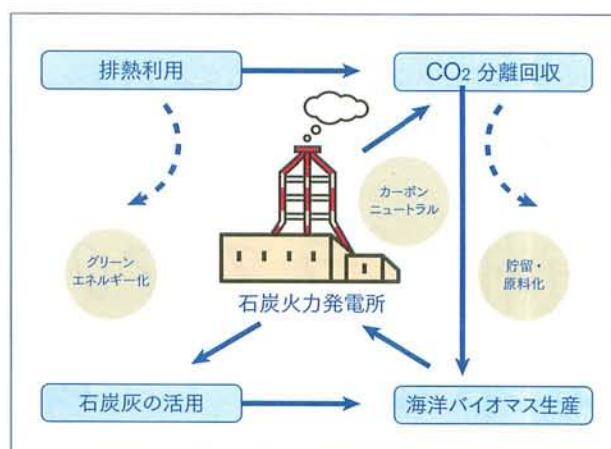 排熱利用
CO2 分離回収
カーボン
ニュートラル
グリーン
エネルギー化
貯留・
原料化
石炭火力発電所
石炭灰の活用
海洋バイオマス生産